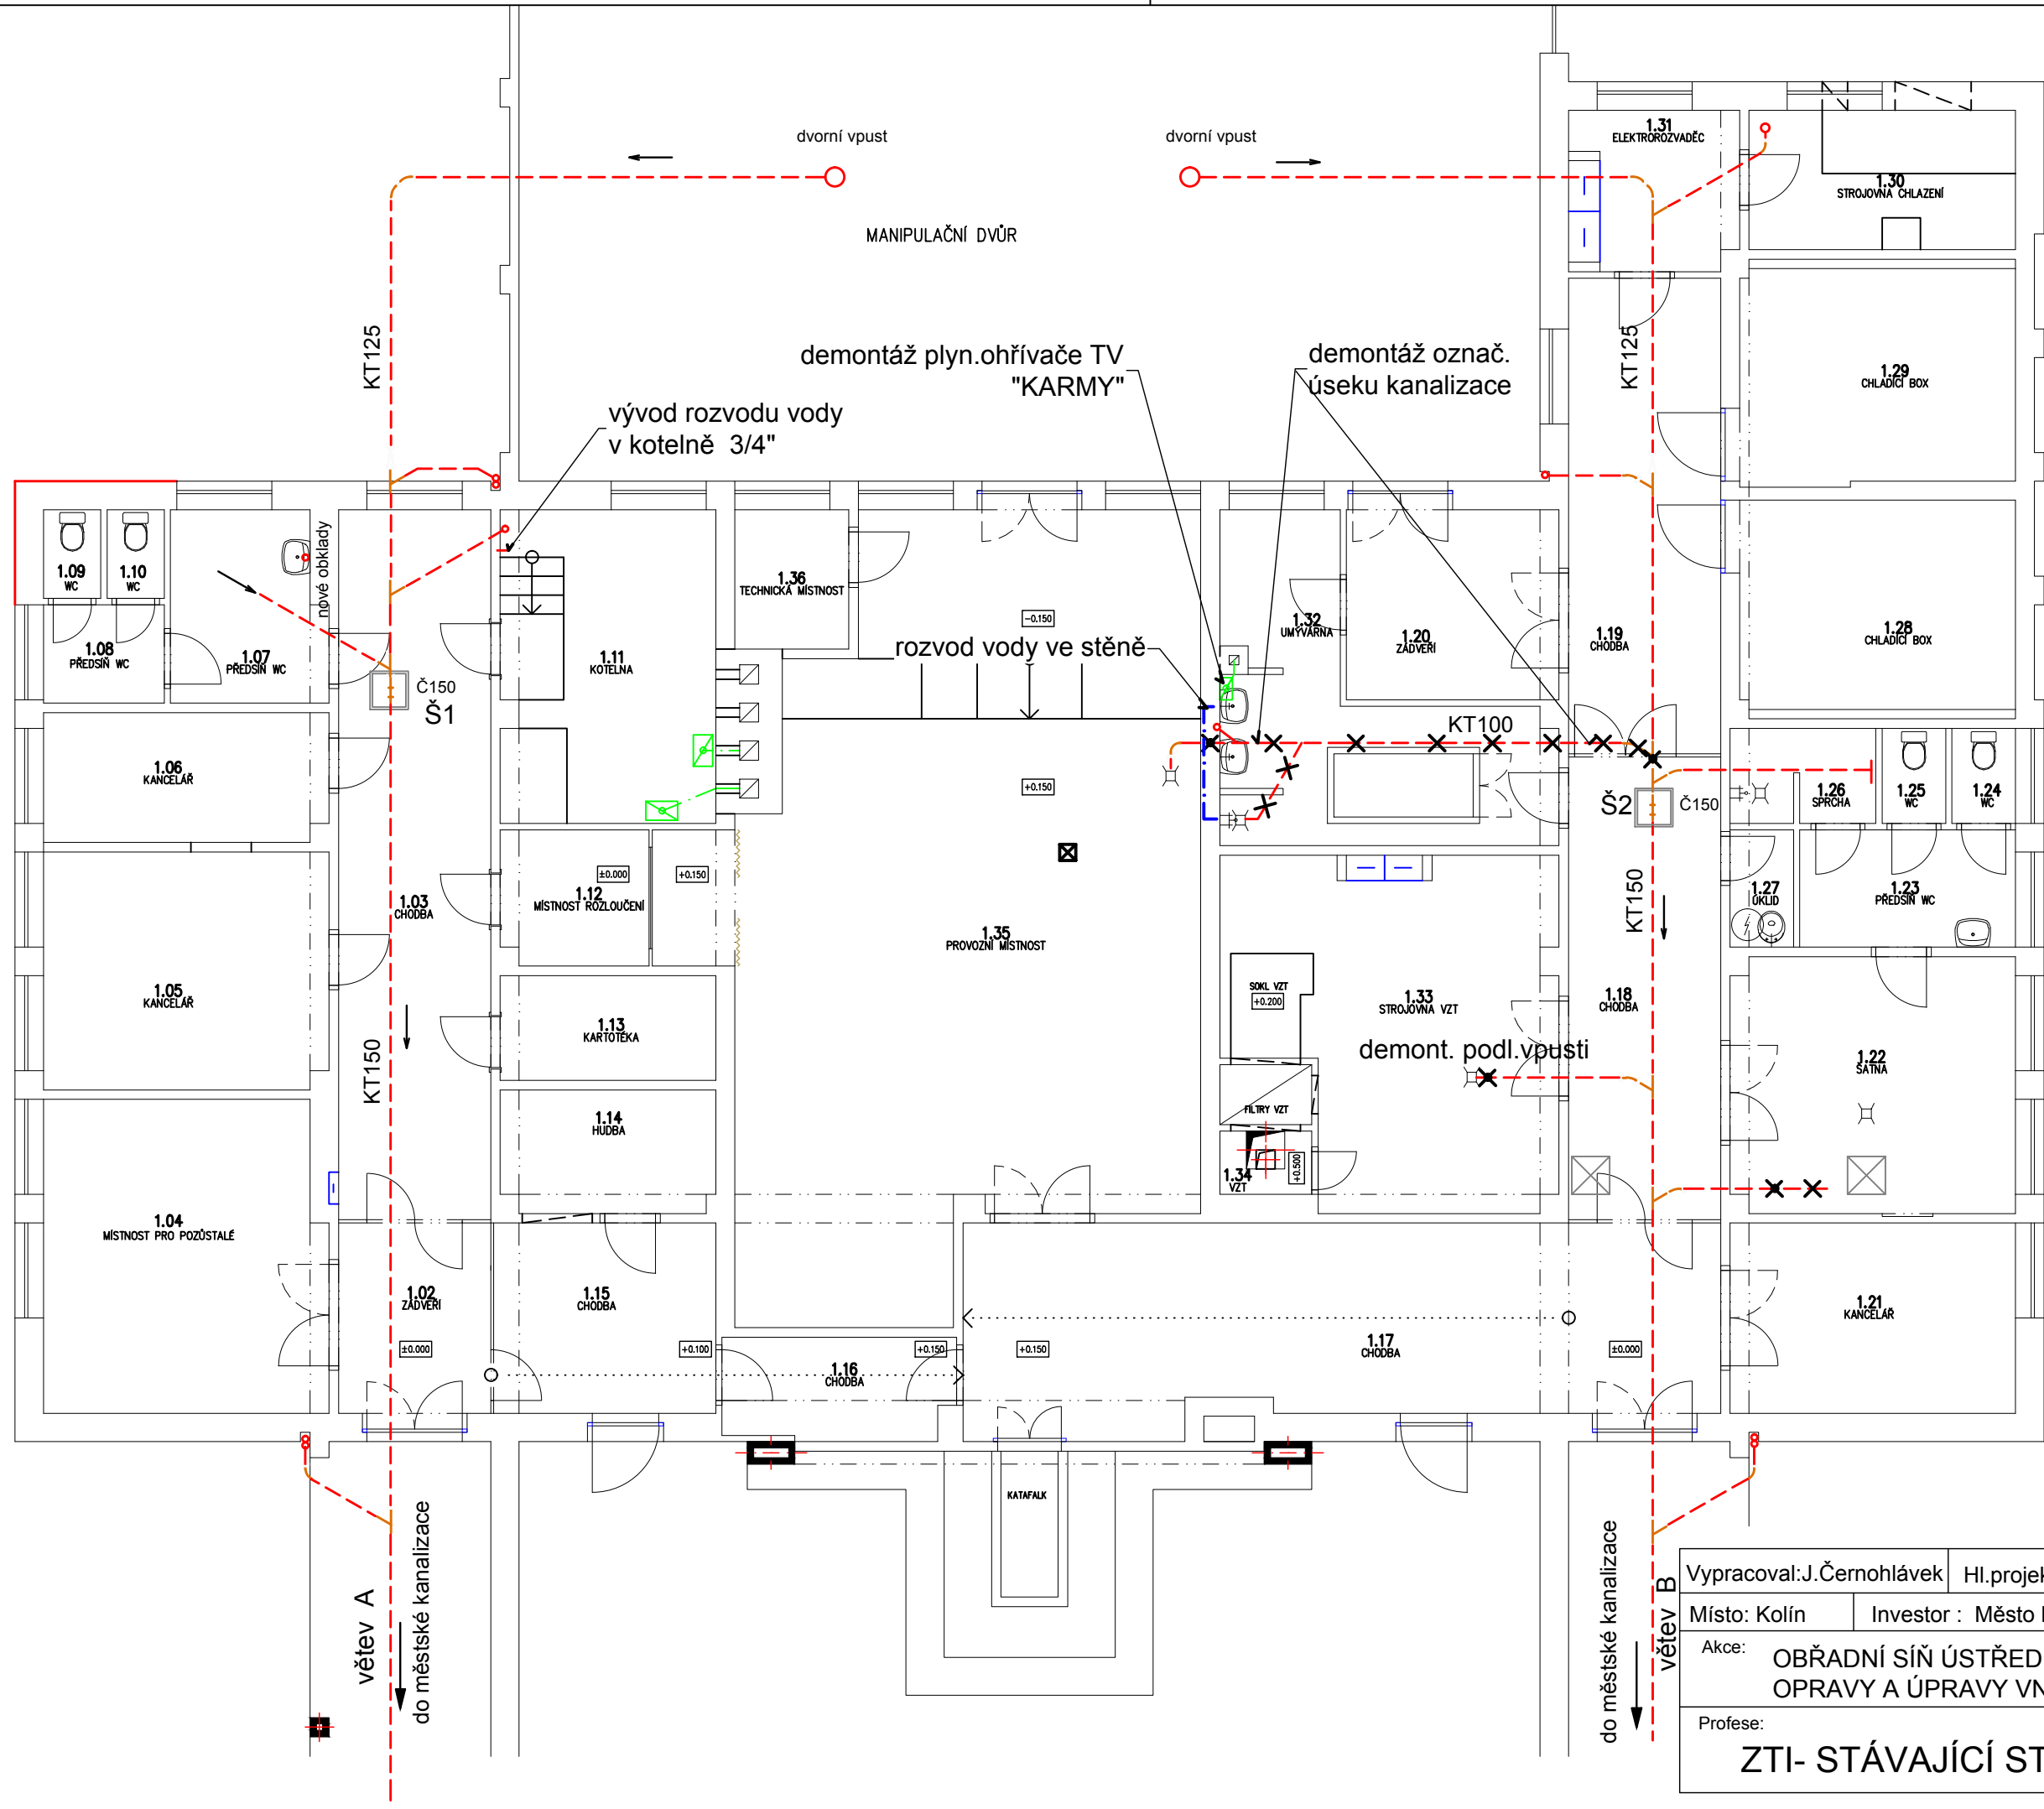 dvorní vpust
dvorní vpust
MANIPULAČNÍ DVŮR
1.31
ELEKTROROZVADĚČ
1.30
STROJOVNA CHLAZENÍ
KT125
KT125
demontáž plyn.ohřívače TV
"KARMY"
demontáž označ.
úseku kanalizace
1.29
CHLADÍCÍ BOX
vývod rozvodu vody
v kotelně 3/4"
1.09
WC
1.10
WC
nové obklady
1.36
TECHNICKÁ MÍSTNOST
-0.150
1.32
UMÝVÁRNA
1.20
ZÁDVEŘÍ
1.19
CHODBA
1.28
CHLADÍCÍ BOX
1.08
PŘEDSÍŇ WC
1.07
PŘEDSÍŇ WC
1.11
KOTELNA
rozvod vody ve stěně
Č150
Š1
KT100
1.06
KANCELÁŘ
+0.150
Š2
Č150
1.26
SPRCHA
1.25
WC
1.24
WC
±0.000
+0.150
1.12
MÍSTNOST ROZLOUČENÍ
1.03
CHODBA
1.35
PROVOZNÍ MÍSTNOST
KT150
1.27
ÚKLID
1.23
PŘEDSÍŇ WC
1.05
KANCELÁŘ
1.13
KARTOTÉKA
SOKL VZT
+0.200
1.33
STROJOVNA VZT
1.18
CHODBA
demont. podl.vpusti
1.22
ŠATNA
KT150
1.14
HUDBA
FILTRY VZT
1.34
VZT
+0.500
1.04
MÍSTNOST PRO POZŮSTALÉ
1.02
ZÁDVEŘÍ
±0.000
1.15
CHODBA
+0.100
1.16
CHODBA
+0.150
+0.150
1.17
CHODBA
±0.000
1.21
KANCELÁŘ
KATAFALK
větev A
do městské kanalizace
do městské kanalizace
větev B
Vypracoval:J.Černohlávek
Hl.projek
Místo: Kolín
Investor : Město
Akce:
OBŘADNÍ SÍŇ ÚSTŘED
OPRAVY A ÚPRAVY VN
Profese:
ZTI- STÁVAJÍCÍ ST